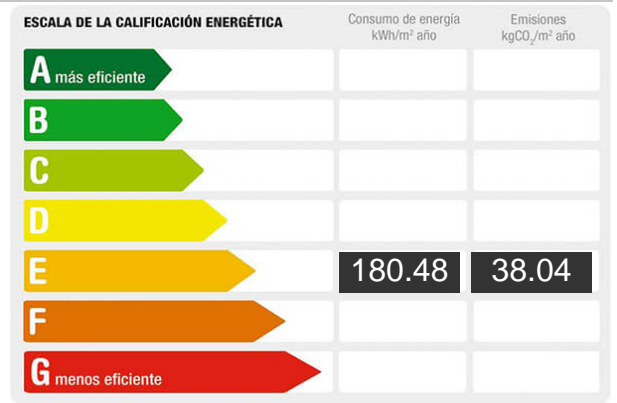 ESCALA DE LA CALIFICACIÓN ENERGÉTICA
Consumo de energía
kWh/m² año
Emisiones
kgCO₂/m² año
A más eficiente
B
C
D
E 180.48 38.04
F
G menos eficiente